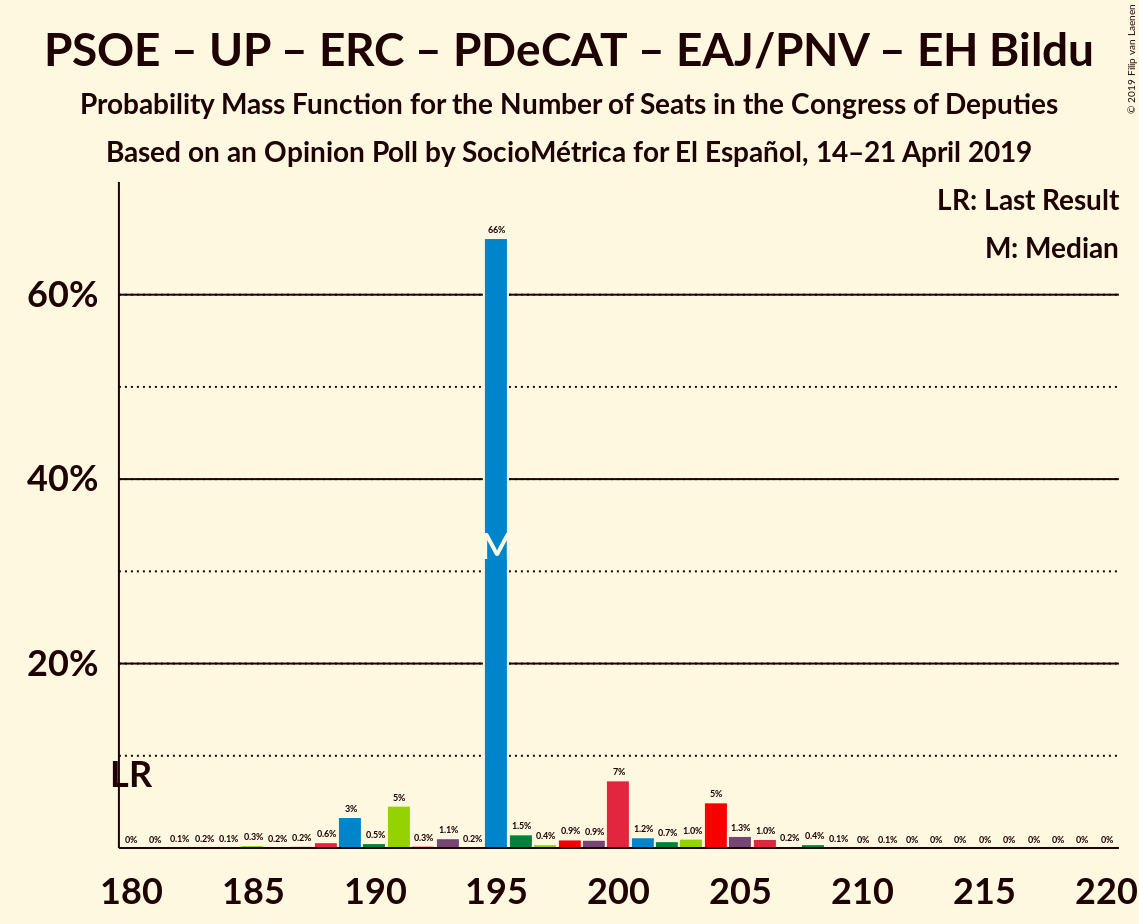 PSOE – UP – ERC – PDeCAT – EAJ/PNV – EH Bildu
Probability Mass Function for the Number of Seats in the Congress of Deputies
Based on an Opinion Poll by SocioMétrica for El Español, 14–21 April 2019
© 2019 Filip van Laenen
LR: Last Result
M: Median
66%
60%
40%
M
20%
LR
7%
5%
5%
3%
0% 0% 0.1% 0.2% 0.1% 0.3% 0.2% 0.2% 0.6% 0.5% 0.3% 1.1% 0.2% 1.5% 0.4% 0.9% 0.9% 1.2% 0.7% 1.0% 1.3% 1.0% 0.2% 0.4% 0.1% 0% 0.1% 0% 0% 0% 0% 0% 0% 0% 0% 0%
180 185 190 195 200 205 210 215 220